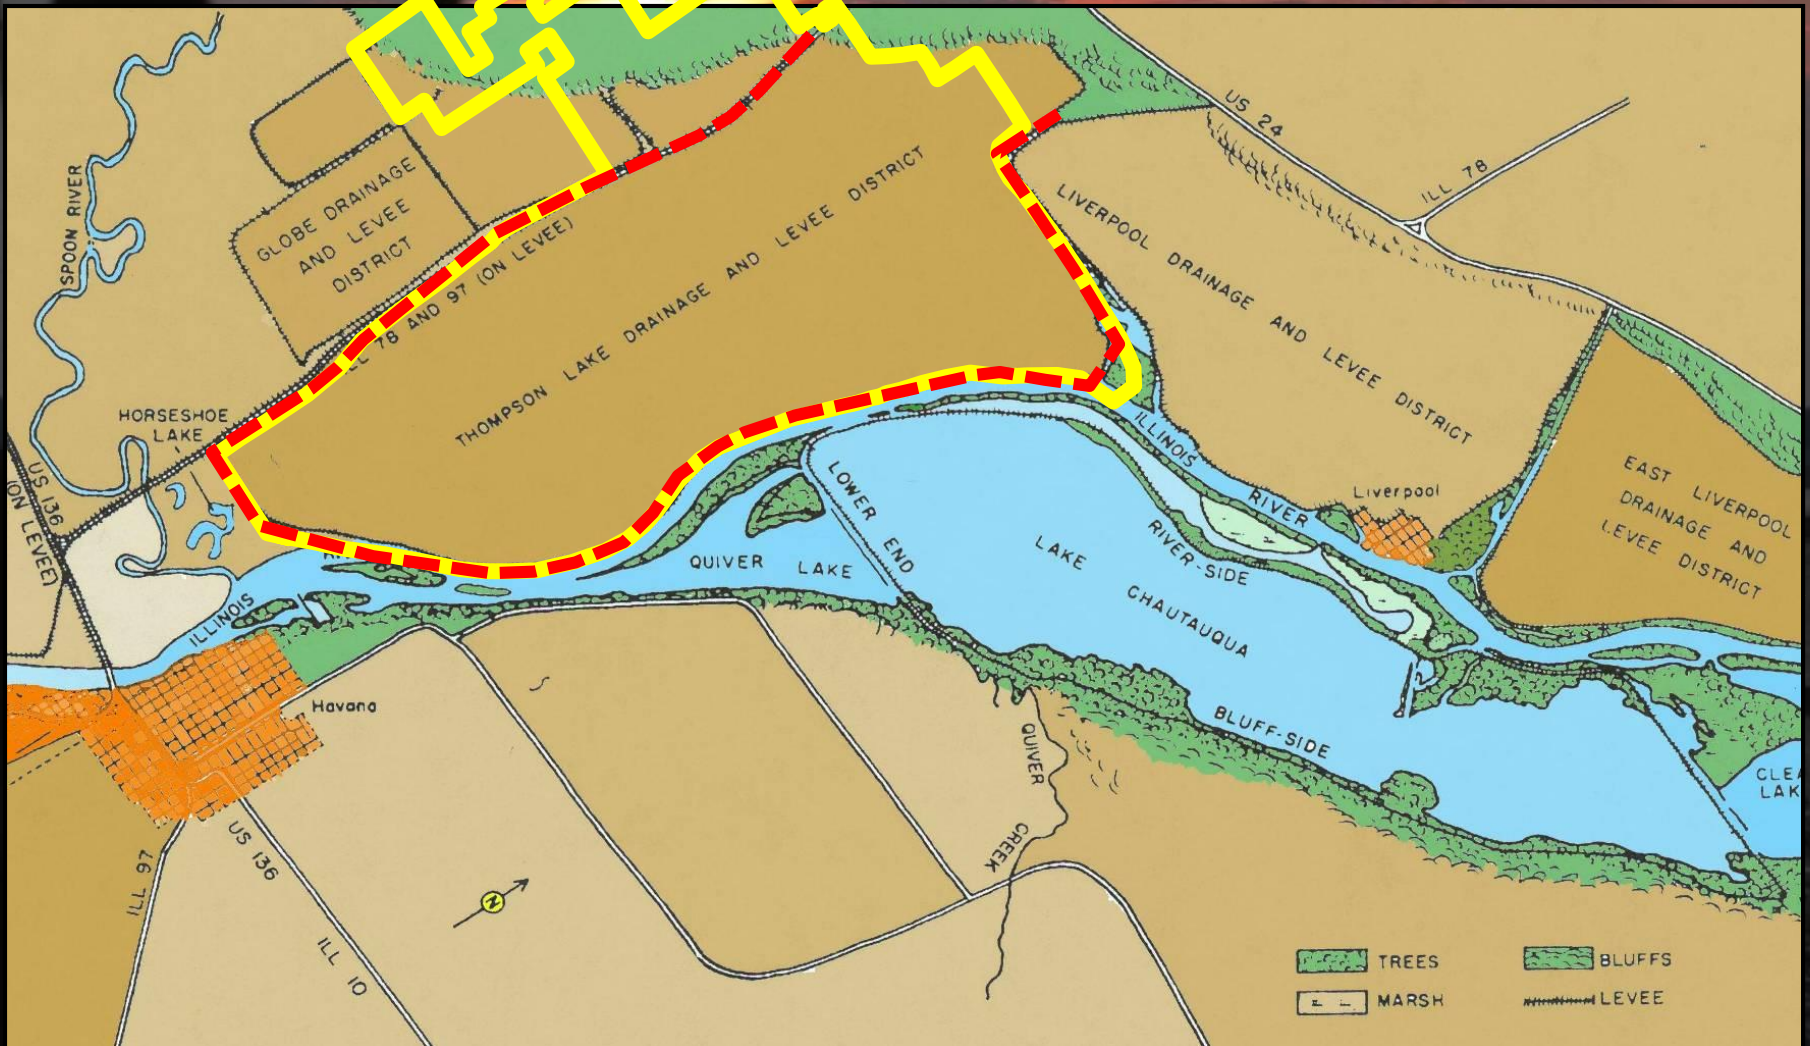 US 24
ILL 78
SPOON RIVER
GLOBE DRAINAGE
AND LEVEE
DISTRICT
78 AND 97 (ON LEVEE)
THOMPSON LAKE DRAINAGE AND LEVEE DISTRICT
LIVERPOOL DRAINAGE AND LEVEE DISTRICT
HORSESHOE
LAKE
US 136
(ON LEVEE)
EAST LIVERPOOL
DRAINAGE AND
LEVEE DISTRICT
ILLINOIS
RIVER
Liverpool
LOWER END
QUIVER LAKE
RIVER-SIDE
LAKE
CHAUTAUQUA
ILLINOIS
Havana
BLUFF-SIDE
QUIVER
CREEK
US 136
ILL 97
ILL 10
N
TREES
BLUFFS
MARSH
LEVEE